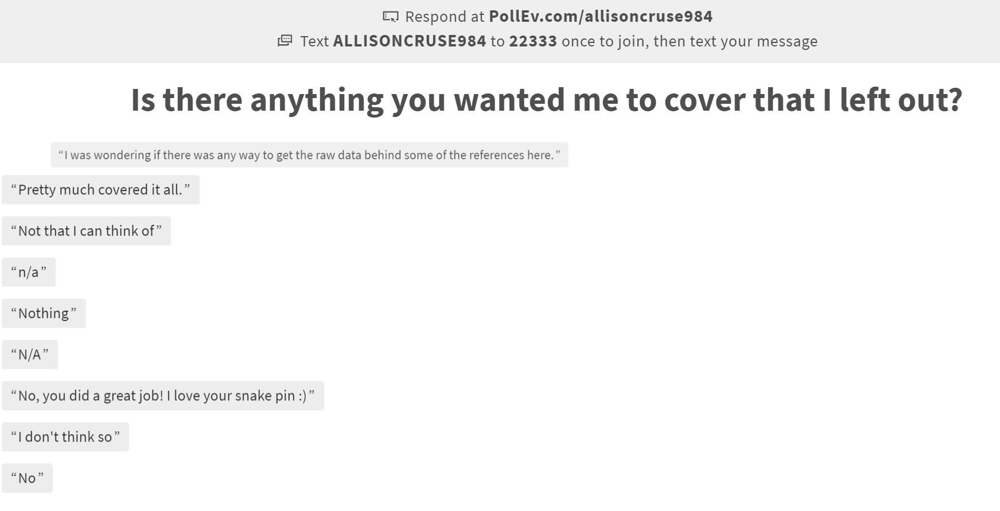 Respond at PollEv.com/allisoncruse984
Text ALLISONCRUSE984 to 22333 once to join, then text your message
Is there anything you wanted me to cover that I left out?
“I was wondering if there was any way to get the raw data behind some of the references here.”
“Pretty much covered it all.”
“Not that I can think of”
“n/a”
“Nothing”
“N/A”
“No, you did a great job! I love your snake pin :)”
“I don't think so”
“No”